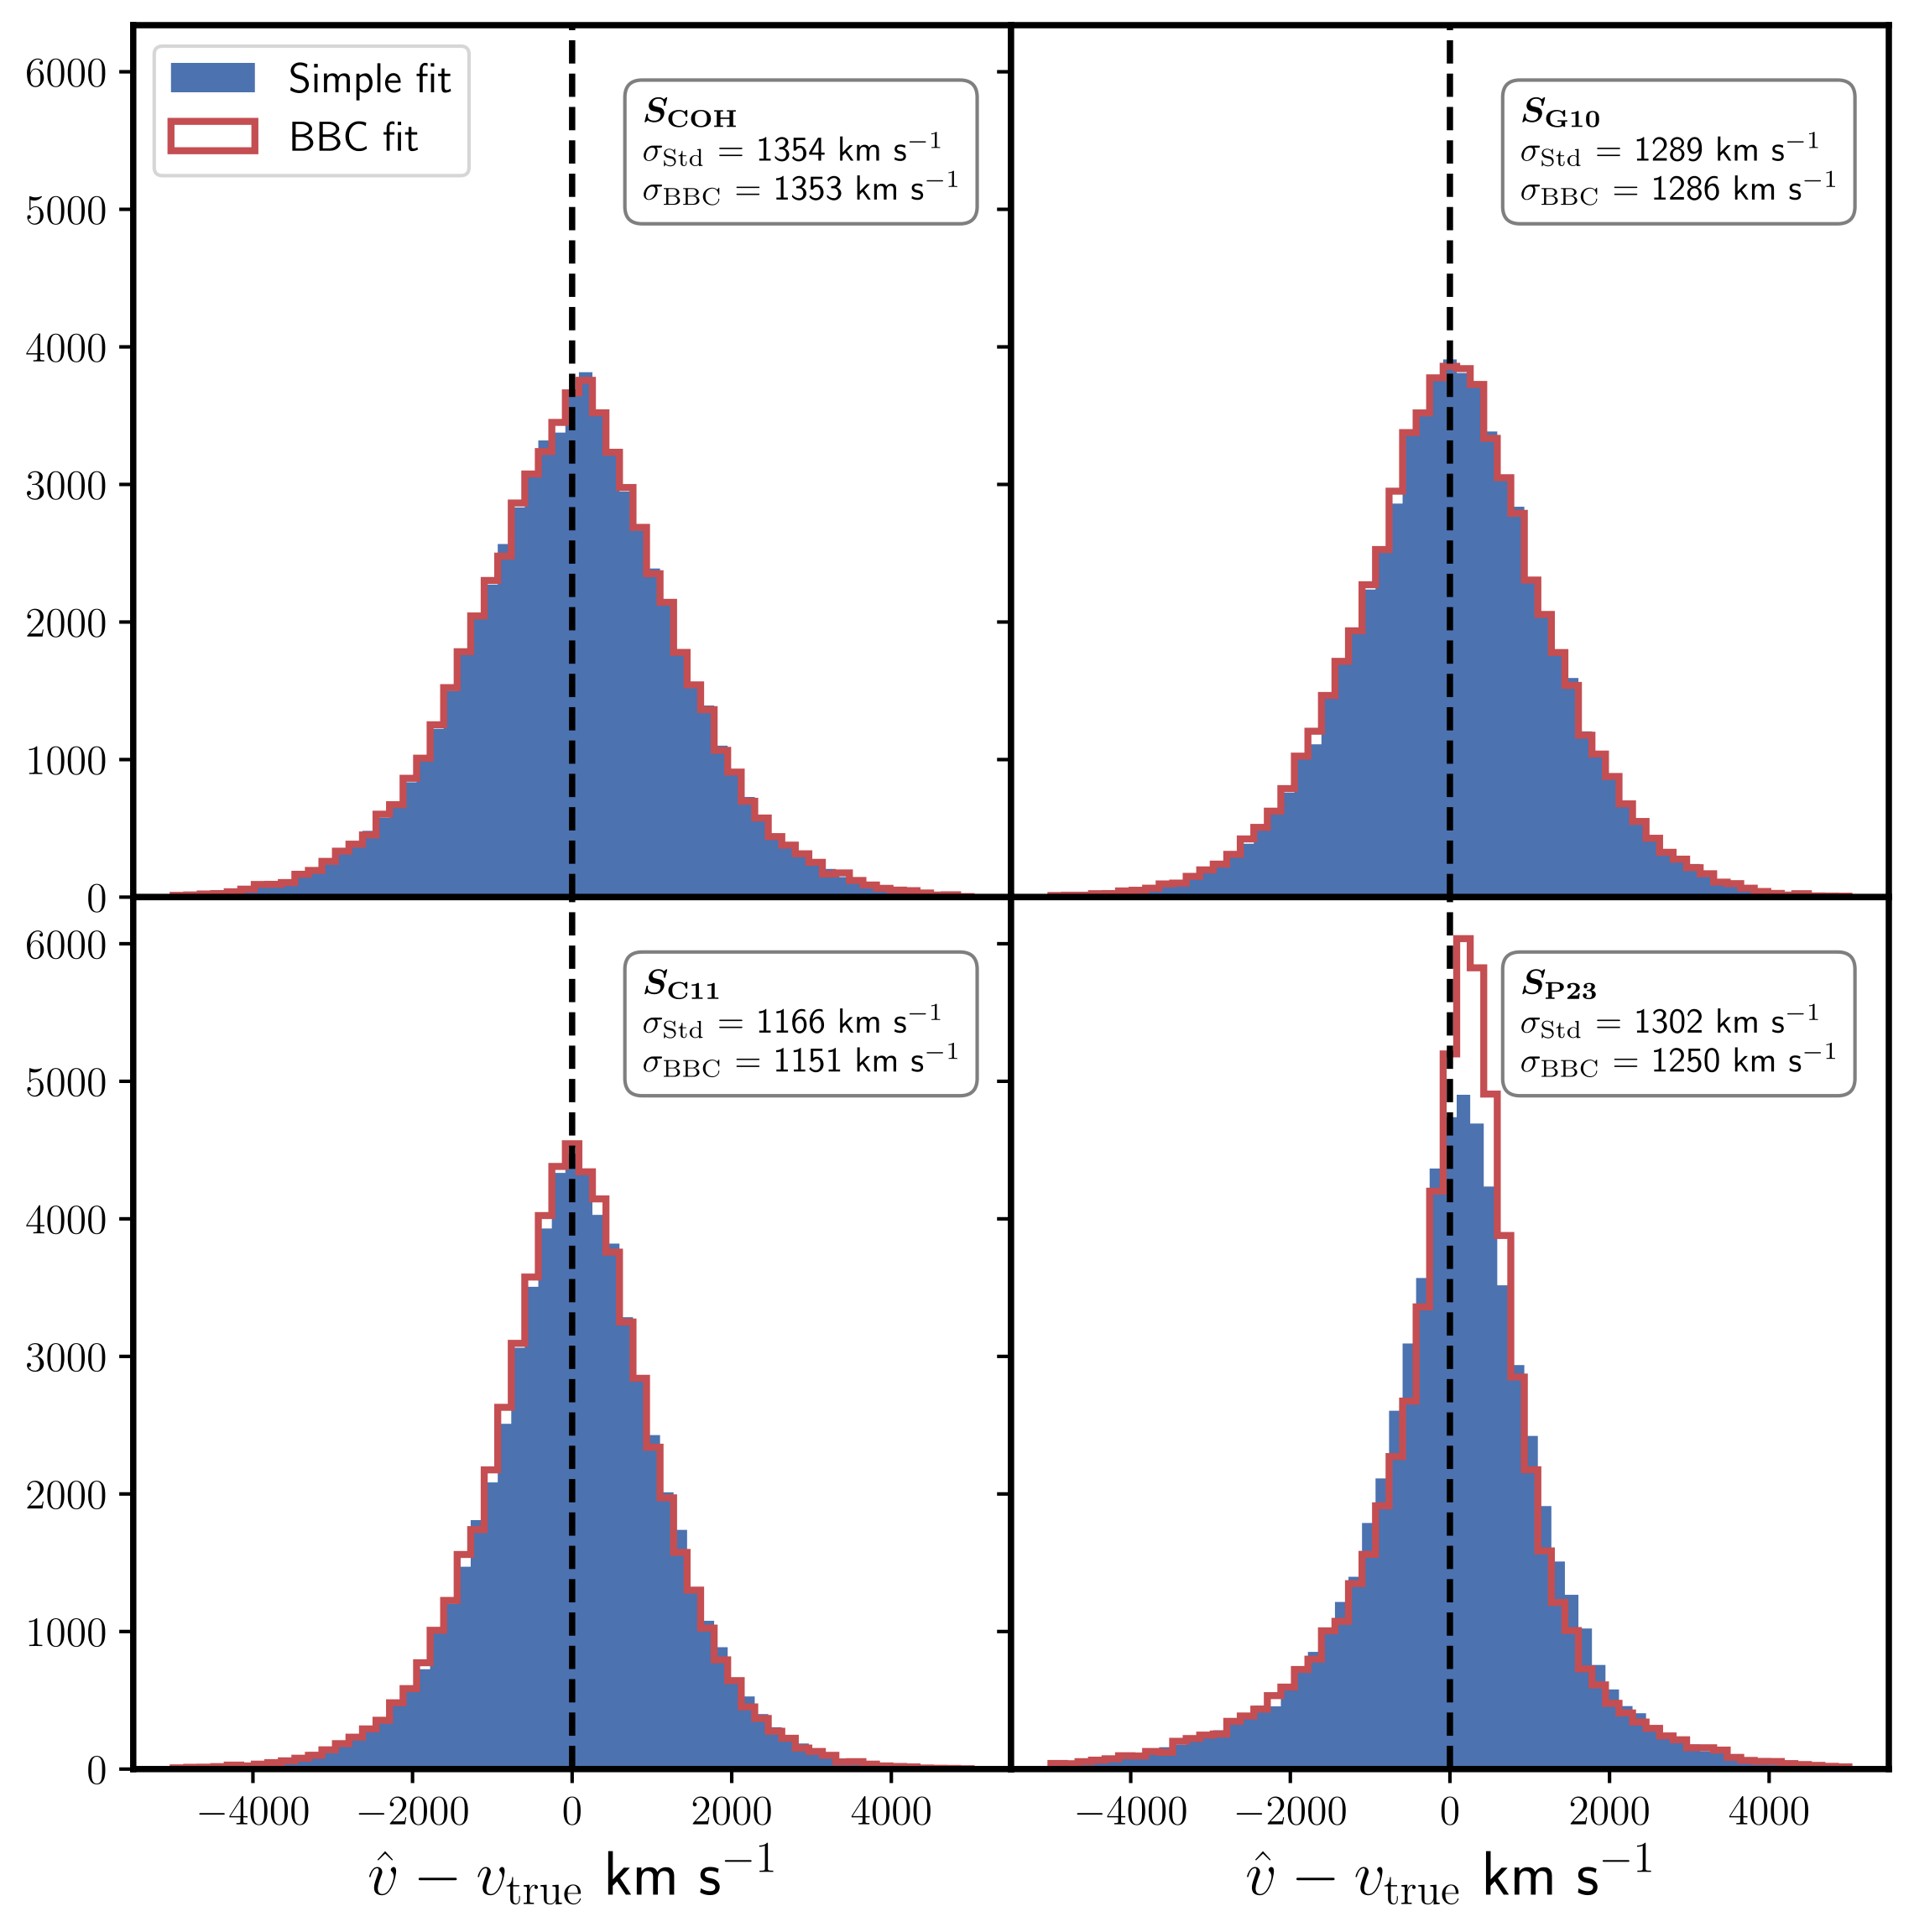 Simple fit
BBC fit
S_COH
σ_Std = 1354 km s⁻¹
σ_BBC = 1353 km s⁻¹
S_G10
σ_Std = 1289 km s⁻¹
σ_BBC = 1286 km s⁻¹
6000
5000
4000
3000
2000
1000
0
S_C11
σ_Std = 1166 km s⁻¹
σ_BBC = 1151 km s⁻¹
S_P23
σ_Std = 1302 km s⁻¹
σ_BBC = 1250 km s⁻¹
6000
5000
4000
3000
2000
1000
0
−4000 −2000 0 2000 4000
−4000 −2000 0 2000 4000
v̂ − v_true km s⁻¹
v̂ − v_true km s⁻¹